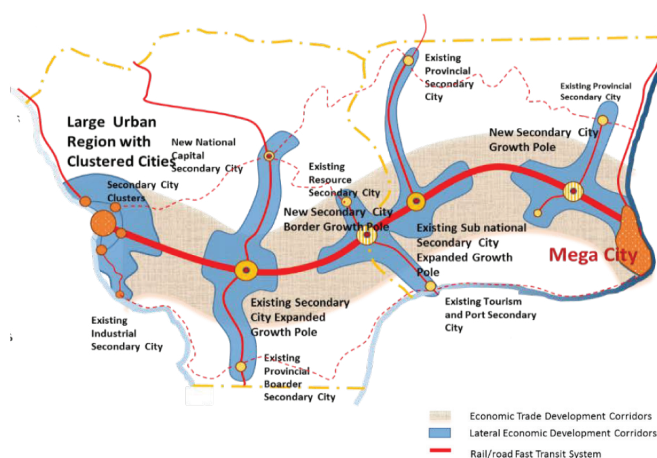 Existing
Provincial
Secondary
City
Existing Provincial
Secondary City
Large Urban
Region with
Clustered Cities
New National
Capital
Secondary City
New Secondary City
Growth Pole
Secondary City
Clusters
Existing
Resource
Secondary City
New Secondary City
Border Growth Pole
Existing Sub national
Secondary City
Expanded Growth
Pole
Mega City
Existing Secondary
City Expanded
Growth Pole
Existing Tourism
and Port Secondary
City
Existing
Industrial
Secondary City
Existing
Provincial
Boarder
Secondary City
Economic Trade Development Corridors
Lateral Economic Development Corridors
Rail/road Fast Transit System